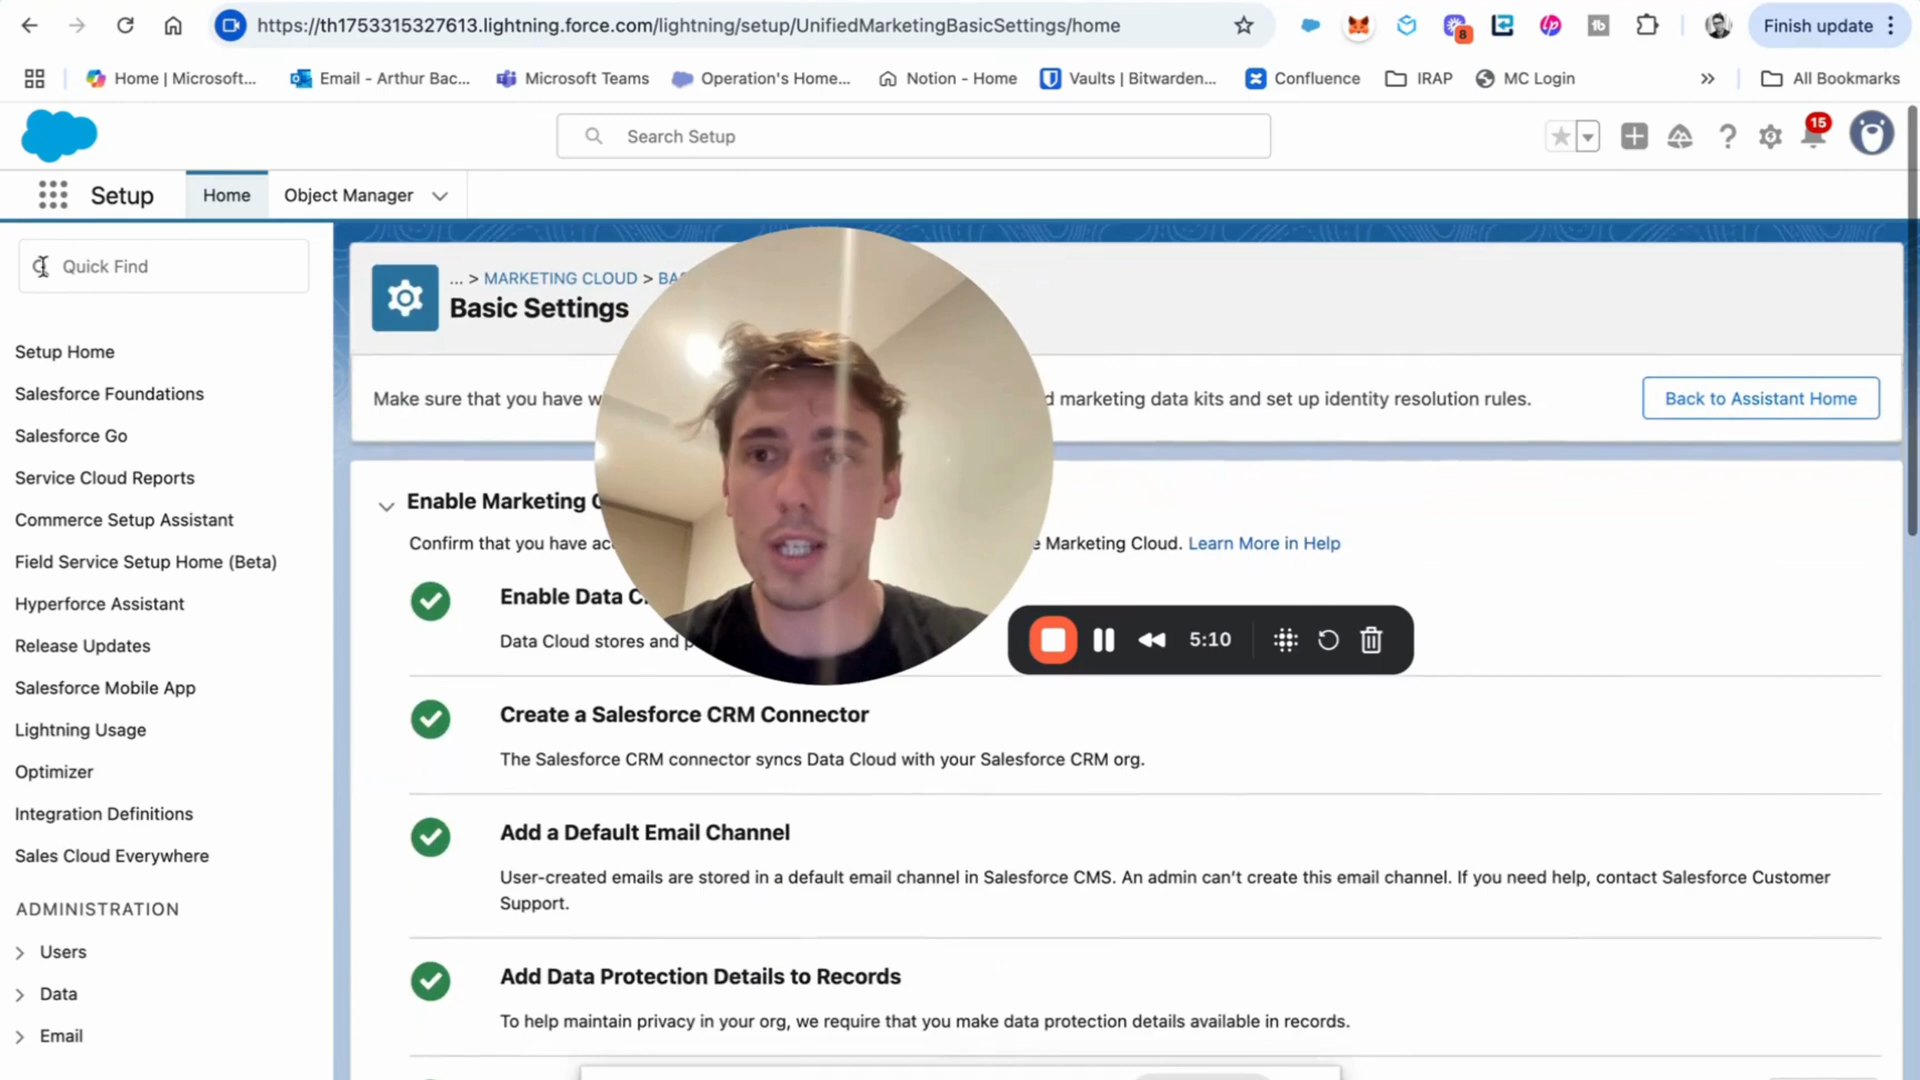 https://th1753315327613.lightning.force.com/lightning/setup/UnifiedMarketingBasicSettings/home
8
Finish update
Home | Microsoft...
Email - Arthur Bac...
Microsoft Teams
Operation's Home...
Notion - Home
Vaults | Bitwarden...
Confluence
IRAP
MC Login
All Bookmarks
Search Setup
15
Setup
Home
Object Manager
Quick Find
Setup Home
Salesforce Foundations
Salesforce Go
Service Cloud Reports
Commerce Setup Assistant
Field Service Setup Home (Beta)
Hyperforce Assistant
Release Updates
Salesforce Mobile App
Lightning Usage
Optimizer
Integration Definitions
Sales Cloud Everywhere
ADMINISTRATION
Users
Data
Email
... > MARKETING CLOUD >
Basic Settings
Make sure that you have
marketing data kits and set up identity resolution rules.
Back to Assistant Home
Enable Marketing
Confirm that you have
Marketing Cloud. Learn More in Help
Enable Data
Data Cloud stores and
5:10
Create a Salesforce CRM Connector
The Salesforce CRM connector syncs Data Cloud with your Salesforce CRM org.
Add a Default Email Channel
User-created emails are stored in a default email channel in Salesforce CMS. An admin can't create this email channel. If you need help, contact Salesforce Customer
Support.
Add Data Protection Details to Records
To help maintain privacy in your org, we require that you make data protection details available in records.